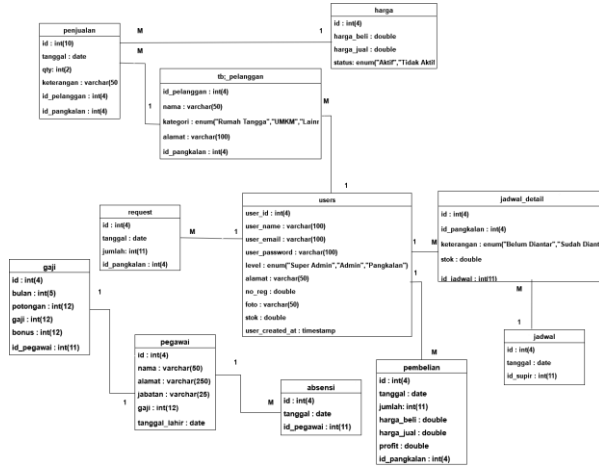 harga
id : int(4)
harga_beli : double
harga_jual : double
status: enum("Aktif","Tidak Aktif
penjualan
id : int(10)
tanggal : date
qty: int(2)
keterangan : varchar(50
id_pelanggan : int(4)
id_pangkalan : int(4)
M
1
M
1
tb;_pelanggan
id_pelanggan : int(4)
nama : varchar(50)
kategori : enum("Rumah Tangga","UMKM","Lainn
alamat : varchar(100)
id_pangkalan : int(4)
M
1
users
user_id : int(4)
user_name : varchar(100)
user_email : varchar(100)
user_password : varchar(100)
level : enum("Super Admin","Admin","Pangkalan")
alamat : varchar(50)
no_reg : double
foto : varchar(50)
stok : double
user_created_at : timestamp
request
id : int(4)
tanggal : date
jumlah: int(11)
id_pangkalan : int(4)
M
1
jadwal_detail
id : int(4)
id_pangkalan : int(4)
keterangan : enum("Belum Diantar","Sudah Diant
stok : double
id_jadwal : int(11)
1
M
1
M
M
1
jadwal
id : int(4)
tanggal : date
id_supir : int(11)
gaji
id : int(4)
bulan : int(5)
potongan : int(12)
gaji : int(12)
bonus : int(12)
id_pegawai : int(11)
1
1
pegawai
id : int(4)
nama : varchar(50)
alamat : varchar(250)
jabatan : varchar(25)
gaji : int(12)
tanggal_lahir : date
1
M
absensi
id : int(4)
tanggal : date
id_pegawai : int(11)
pembelian
id : int(4)
tanggal : date
jumlah: int(11)
harga_beli : double
harga_jual : double
profit : double
id_pangkalan : int(4)